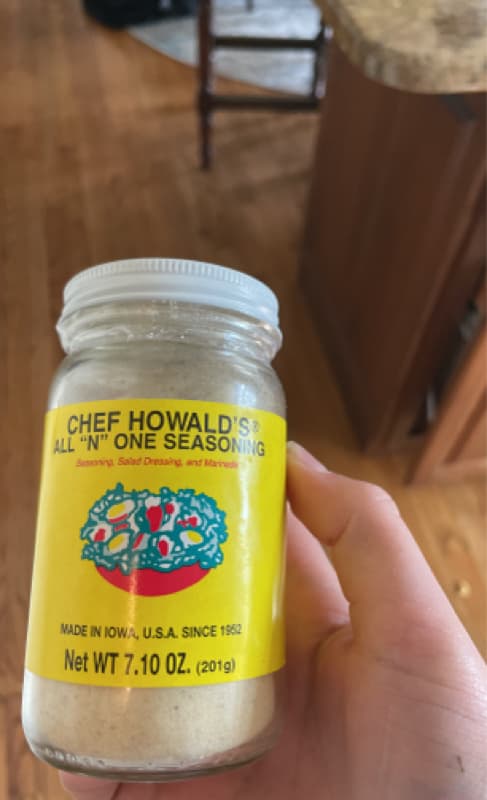 CHEF HOWALD'S®
ALL "N" ONE SEASONING
Seasoning, Salad Dressing, and Marinade
MADE IN IOWA, U.S.A. SINCE 1952
Net WT 7.10 OZ. (201g)